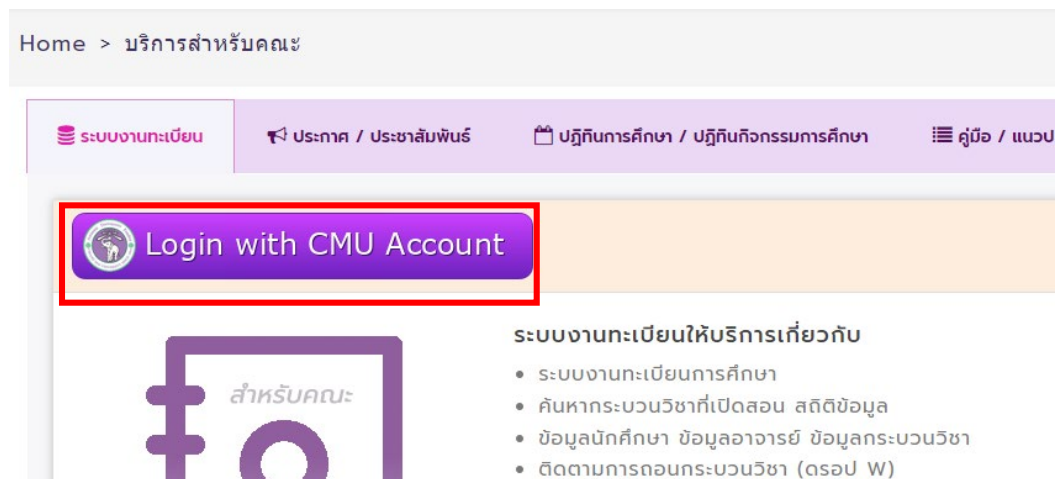 Home > บริการสำหรับคณะ
ระบบงานทะเบียน
ประกาศ / ประชาสัมพันธ์
ปฏิทินการศึกษา / ปฏิทินกิจกรรมการศึกษา
คู่มือ / แนวป
Login with CMU Account
ระบบงานทะเบียนให้บริการเกี่ยวกับ
สำหรับคณะ
• ระบบงานทะเบียนการศึกษา
• ค้นหากระบวนวิชาที่เปิดสอน สถิติข้อมูล
• ข้อมูลนักศึกษา ข้อมูลอาจารย์ ข้อมูลกระบวนวิชา
• ติดตามการถอนกระบวนวิชา (ดรอป W)